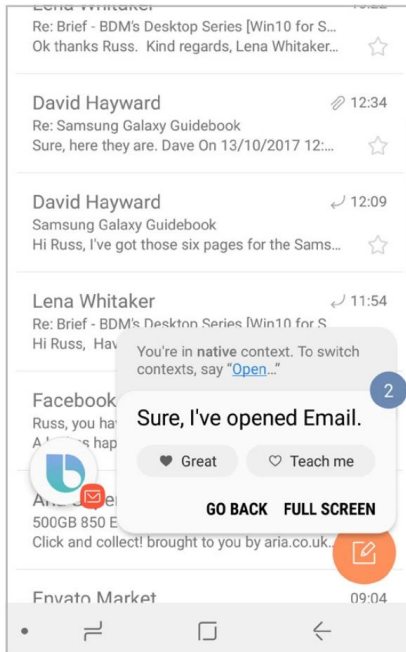 Lena Whitaker
Re: Brief - BDM's Desktop Series [Win10 for S...
Ok thanks Russ. Kind regards, Lena Whitaker...
David Hayward 12:34
Re: Samsung Galaxy Guidebook
Sure, here they are. Dave On 13/10/2017 12:...
David Hayward 12:09
Samsung Galaxy Guidebook
Hi Russ, I've got those six pages for the Sams...
Lena Whitaker 11:54
Re: Brief - BDM's Desktop Series [Win10 for S
Hi Russ, Hav
You're in native context. To switch
contexts, say "Open..."
2
Facebook
Russ, you ha
Sure, I've opened Email.
Great Teach me
GO BACK FULL SCREEN
500GB 850 E
Click and collect! brought to you by aria.co.uk..
Envato Market 09:04